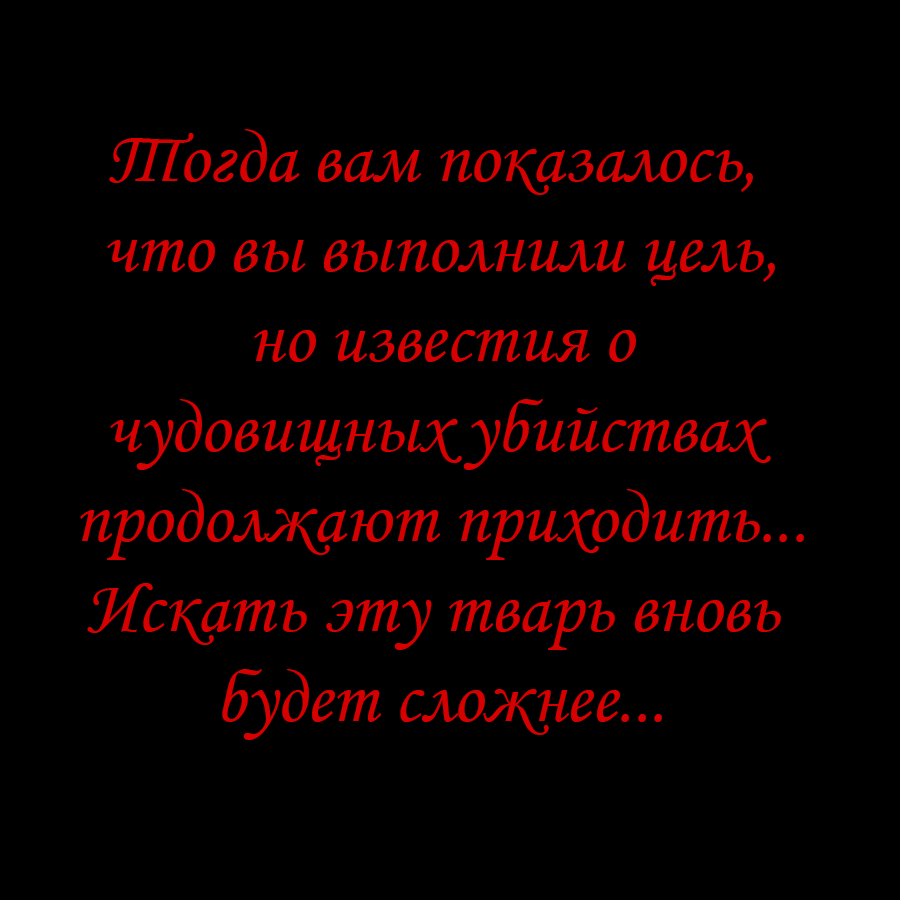 Тогда вам показалось,
что вы выполнили цель,
но известия о
чудовищных убийствах
продолжают приходить...
Искать эту тварь вновь
будет сложнее...